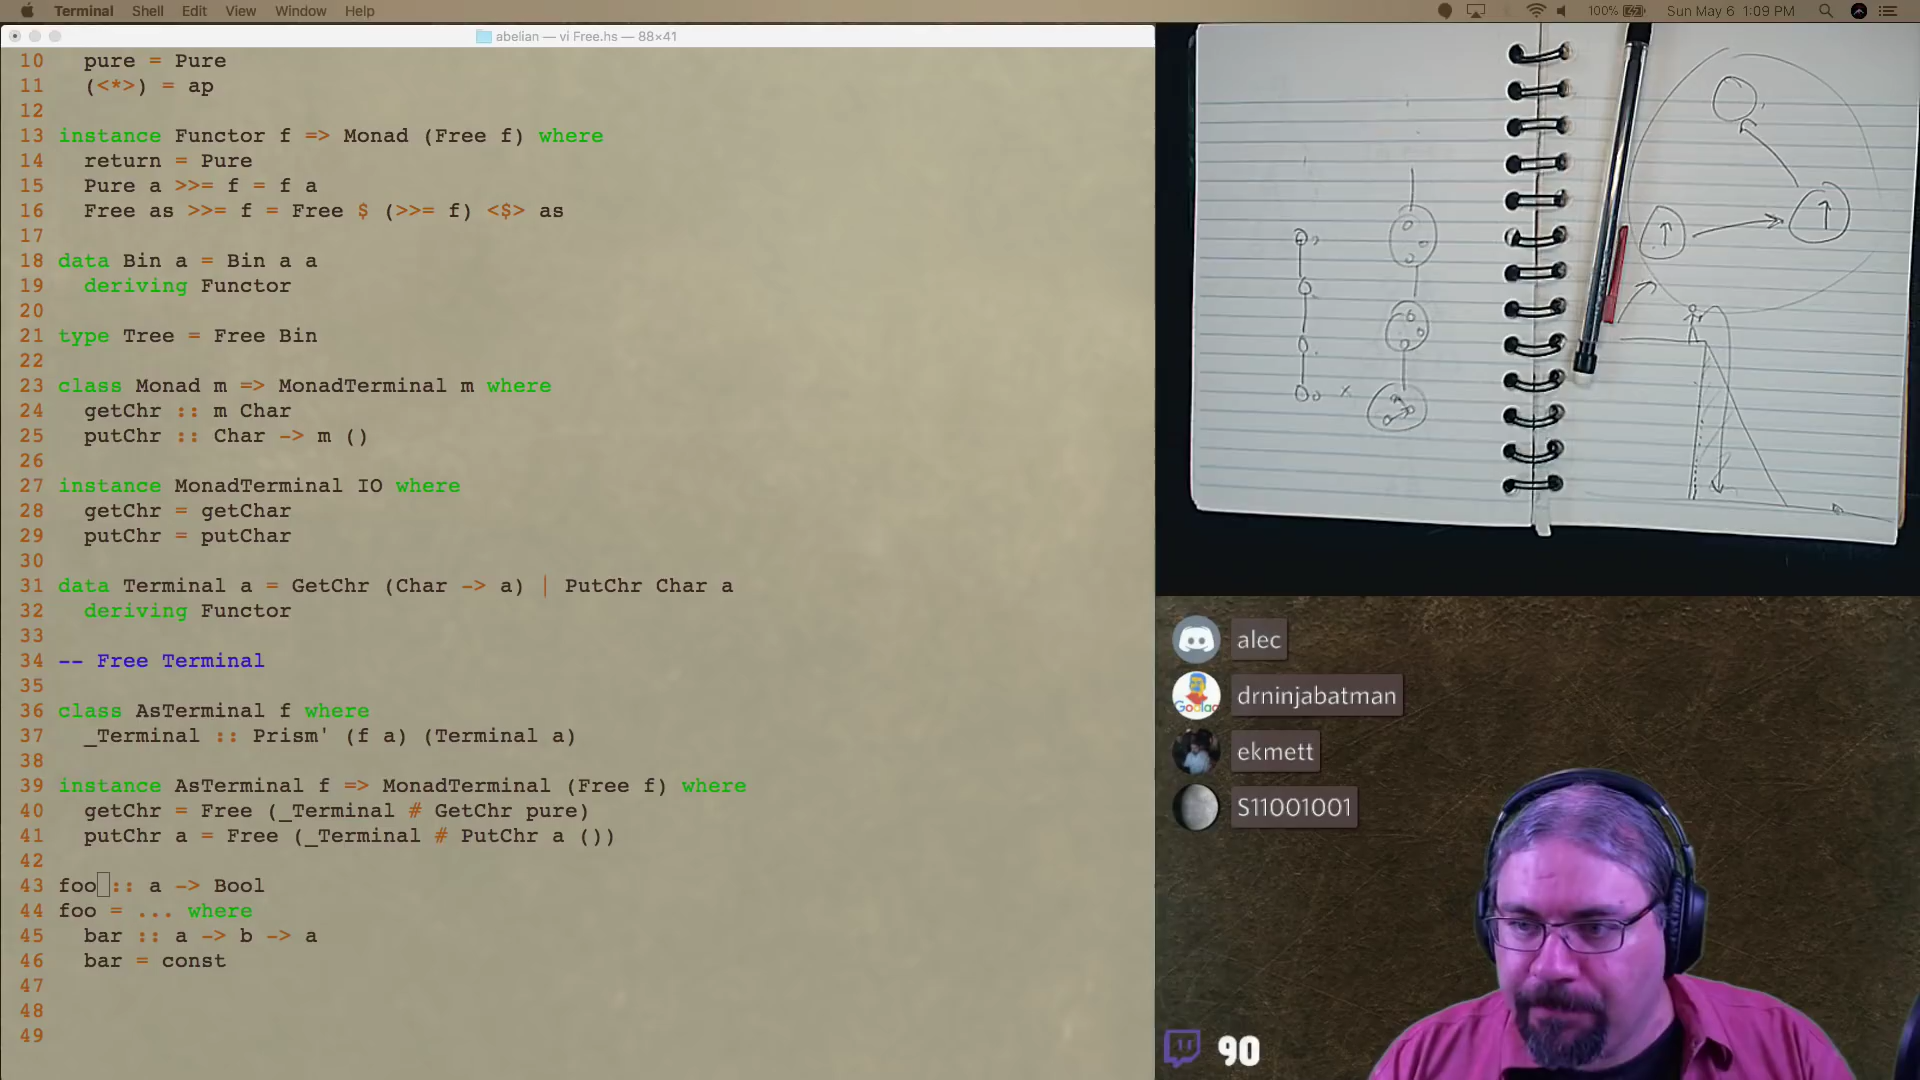 Terminal Shell Edit View Window Help 100% Sun May 6 1:09 PM
abelian — vi Free.hs — 88×41
10 pure = Pure
11 (<*>) = ap
12
13 instance Functor f => Monad (Free f) where
14 return = Pure
15 Pure a >>= f = f a
16 Free as >>= f = Free $ (>>= f) <$> as
17
18 data Bin a = Bin a a
19 deriving Functor
20
21 type Tree = Free Bin
22
23 class Monad m => MonadTerminal m where
24 getChr :: m Char
25 putChr :: Char -> m ()
26
27 instance MonadTerminal IO where
28 getChr = getChar
29 putChr = putChar
30
31 data Terminal a = GetChr (Char -> a) | PutChr Char a
32 deriving Functor
33
34 -- Free Terminal
35
36 class AsTerminal f where
37 _Terminal :: Prism' (f a) (Terminal a)
38
39 instance AsTerminal f => MonadTerminal (Free f) where
40 getChr = Free (_Terminal # GetChr pure)
41 putChr a = Free (_Terminal # PutChr a ())
42
43 foo :: a -> Bool
44 foo = ... where
45 bar :: a -> b -> a
46 bar = const
47
48
49
alec
drninjabatman
ekmett
S11001001
90